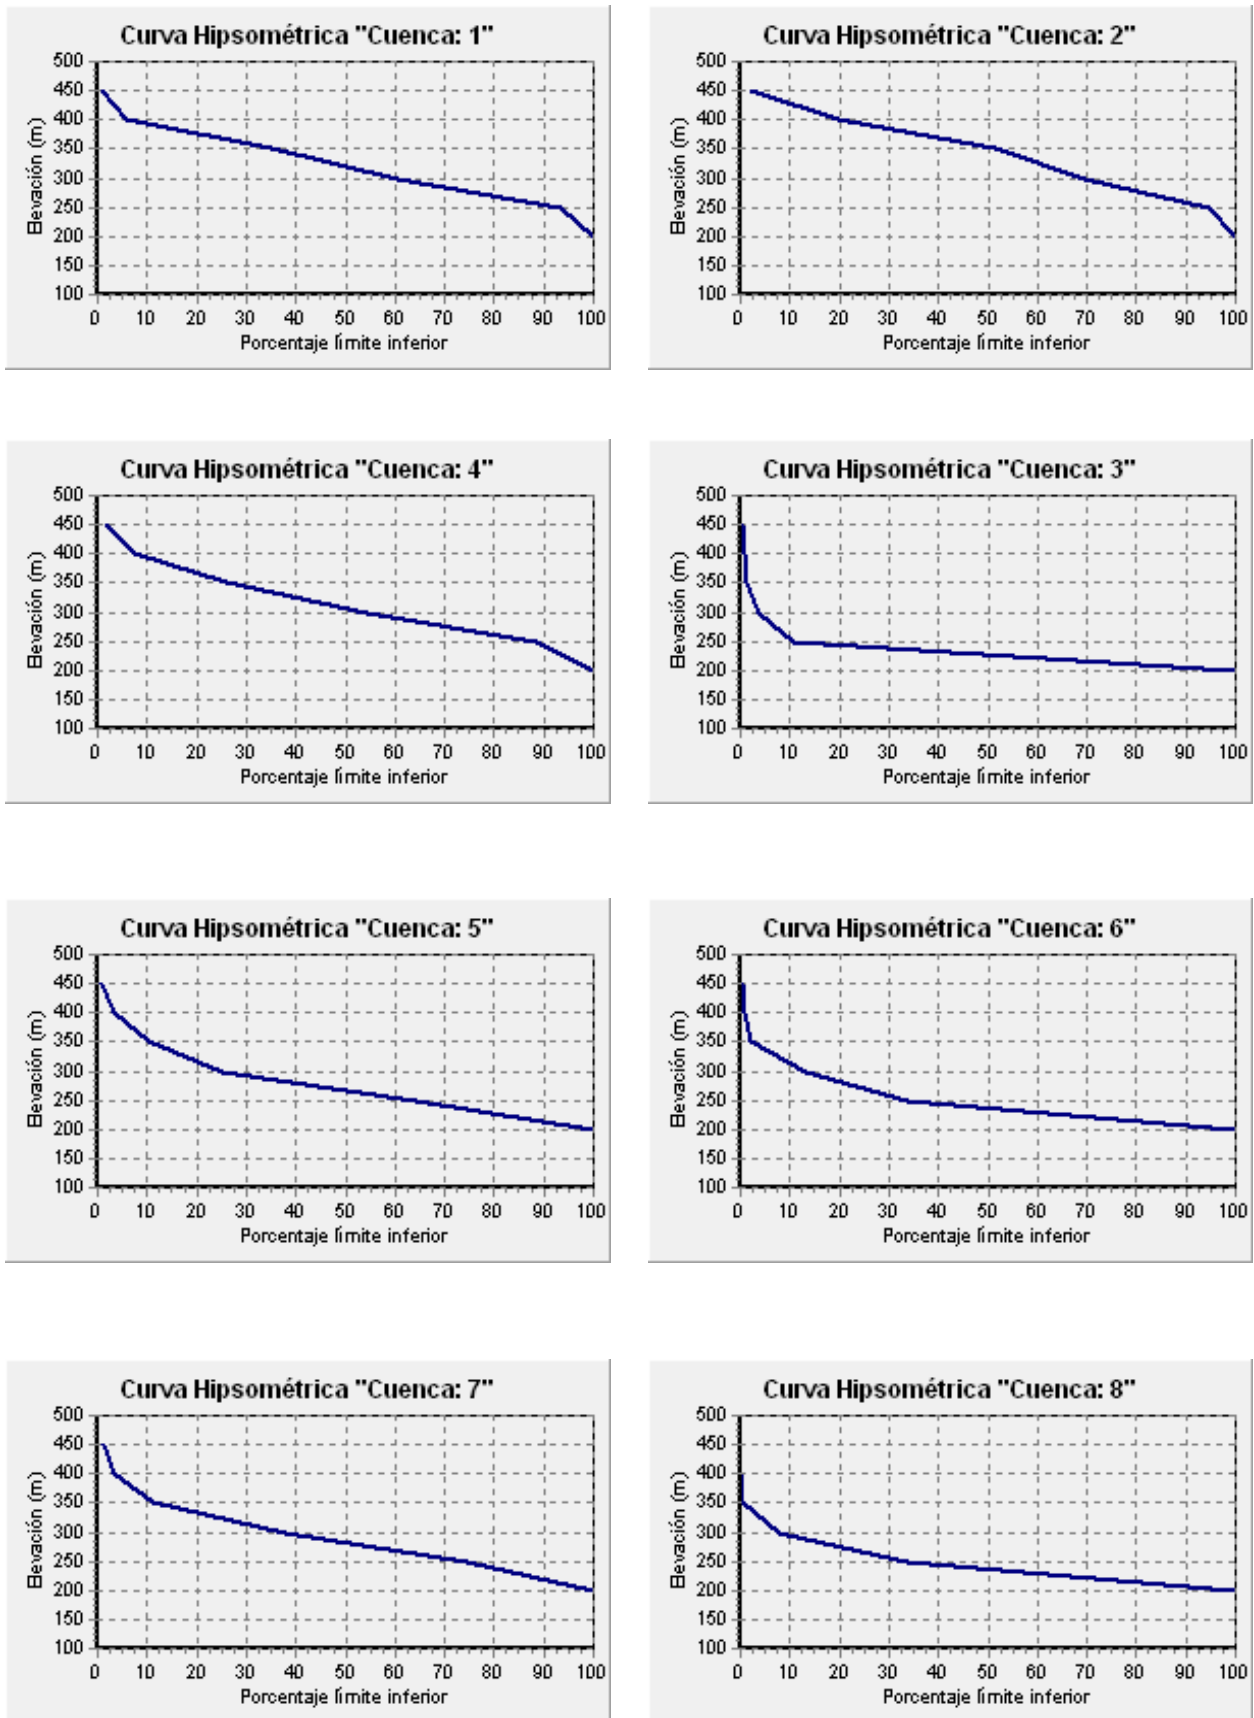 Curva Hipsométrica "Cuenca: 1"
500
450
400
350
300
250
200
150
100
Elevación (m)
0 10 20 30 40 50 60 70 80 90 100
Porcentaje límite inferior
Curva Hipsométrica "Cuenca: 2"
500
450
400
350
300
250
200
150
100
Elevación (m)
0 10 20 30 40 50 60 70 80 90 100
Porcentaje límite inferior
Curva Hipsométrica "Cuenca: 4"
500
450
400
350
300
250
200
150
100
Elevación (m)
0 10 20 30 40 50 60 70 80 90 100
Porcentaje límite inferior
Curva Hipsométrica "Cuenca: 3"
500
450
400
350
300
250
200
150
100
Elevación (m)
0 10 20 30 40 50 60 70 80 90 100
Porcentaje límite inferior
Curva Hipsométrica "Cuenca: 5"
500
450
400
350
300
250
200
150
100
Elevación (m)
0 10 20 30 40 50 60 70 80 90 100
Porcentaje límite inferior
Curva Hipsométrica "Cuenca: 6"
500
450
400
350
300
250
200
150
100
Elevación (m)
0 10 20 30 40 50 60 70 80 90 100
Porcentaje límite inferior
Curva Hipsométrica "Cuenca: 7"
500
450
400
350
300
250
200
150
100
Elevación (m)
0 10 20 30 40 50 60 70 80 90 100
Porcentaje límite inferior
Curva Hipsométrica "Cuenca: 8"
500
450
400
350
300
250
200
150
100
Elevación (m)
0 10 20 30 40 50 60 70 80 90 100
Porcentaje límite inferior